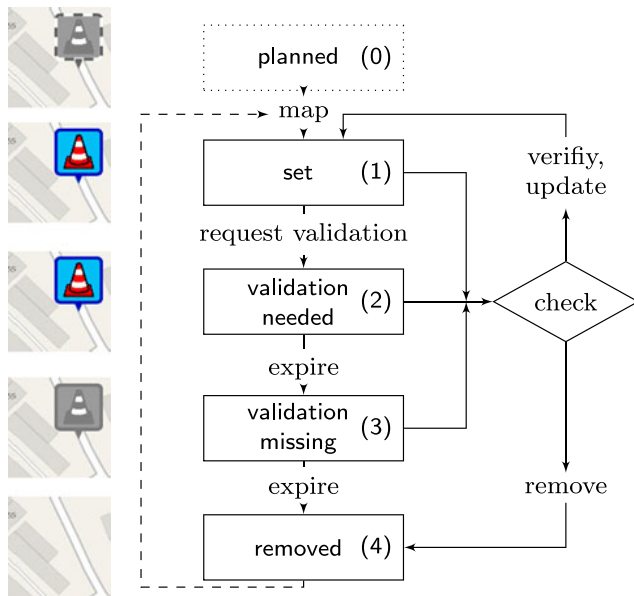 planned (0)
map
set (1)
verifiy,
update
request validation
validation
needed (2)
check
expire
validation
missing (3)
expire
remove
removed (4)